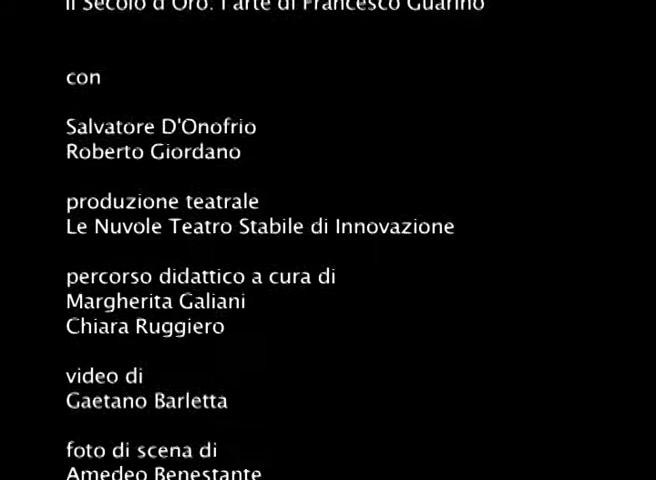 Il Secolo d'Oro: l'arte di Francesco Guarino
con
Salvatore D'Onofrio
Roberto Giordano
produzione teatrale
Le Nuvole Teatro Stabile di Innovazione
percorso didattico a cura di
Margherita Galiani
Chiara Ruggiero
video di
Gaetano Barletta
foto di scena di
Amedeo Benestante